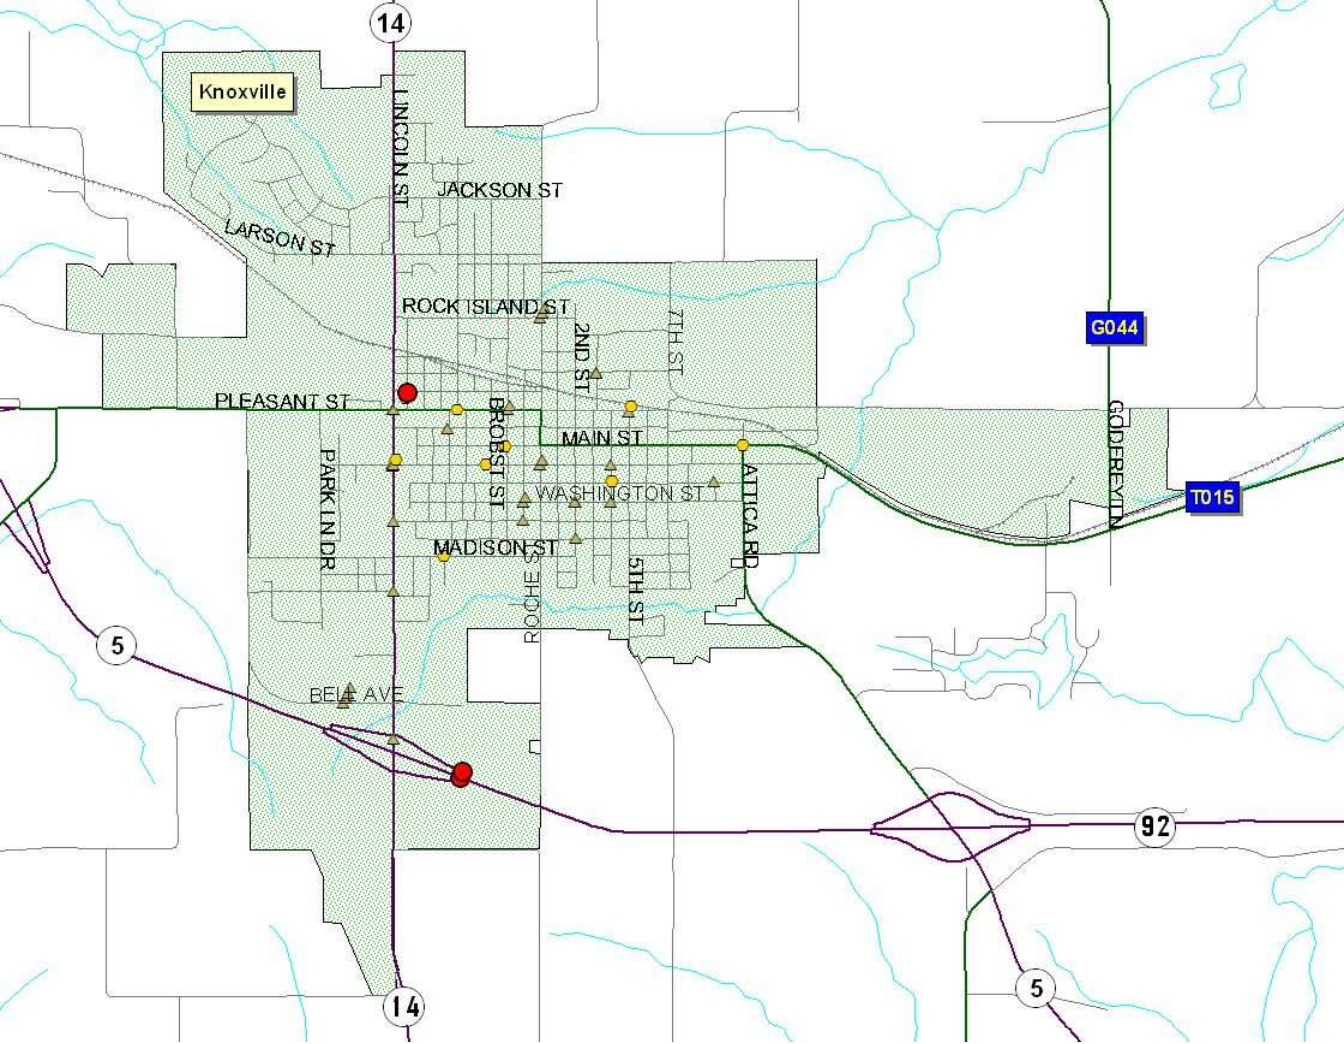 14
Knoxville
LINCOLN ST
JACKSON ST
LARSON ST
ROCK ISLAND ST
2ND ST
7TH ST
G044
PLEASANT ST
BROBST ST
MAIN ST
GODFREY LN
PARK LN DR
WASHINGTON ST
ATTICA RD
T015
MADISON ST
ROCHE S
5TH ST
5
BELL AVE
92
5
14